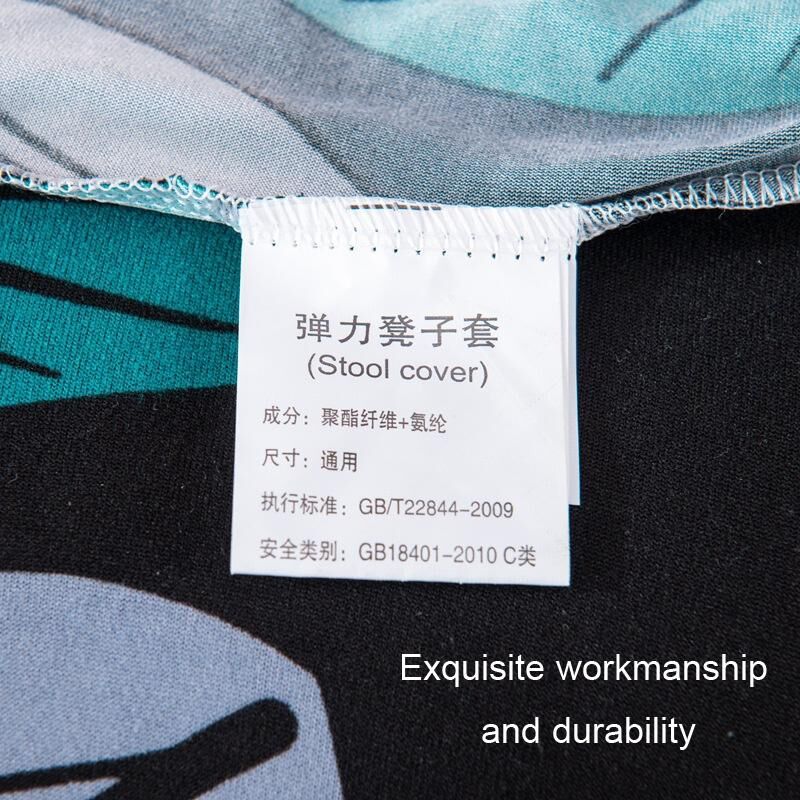 弹力凳子套
(Stool cover)
成分：聚酯纤维+氨纶
尺寸：通用
执行标准：GB/T22844-2009
安全类别：GB18401-2010 C类
Exquisite workmanship
and durability